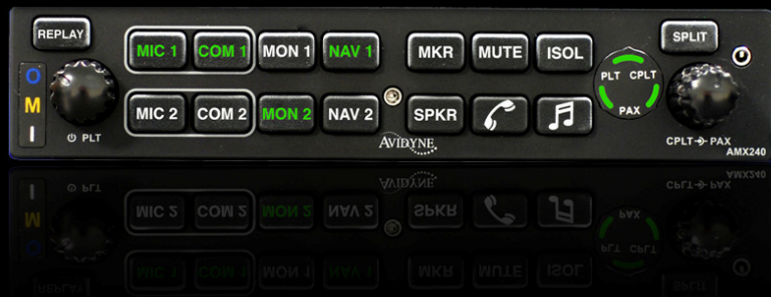 REPLAY MIC 1 COM 1 MON 1 NAV 1 MKR MUTE ISOL SPLIT
O
M
I
PLT CPLT
PAX
MIC 2 COM 2 MON 2 NAV 2 SPKR
PLT
AVIDYNE
CPLT PAX
AMX240